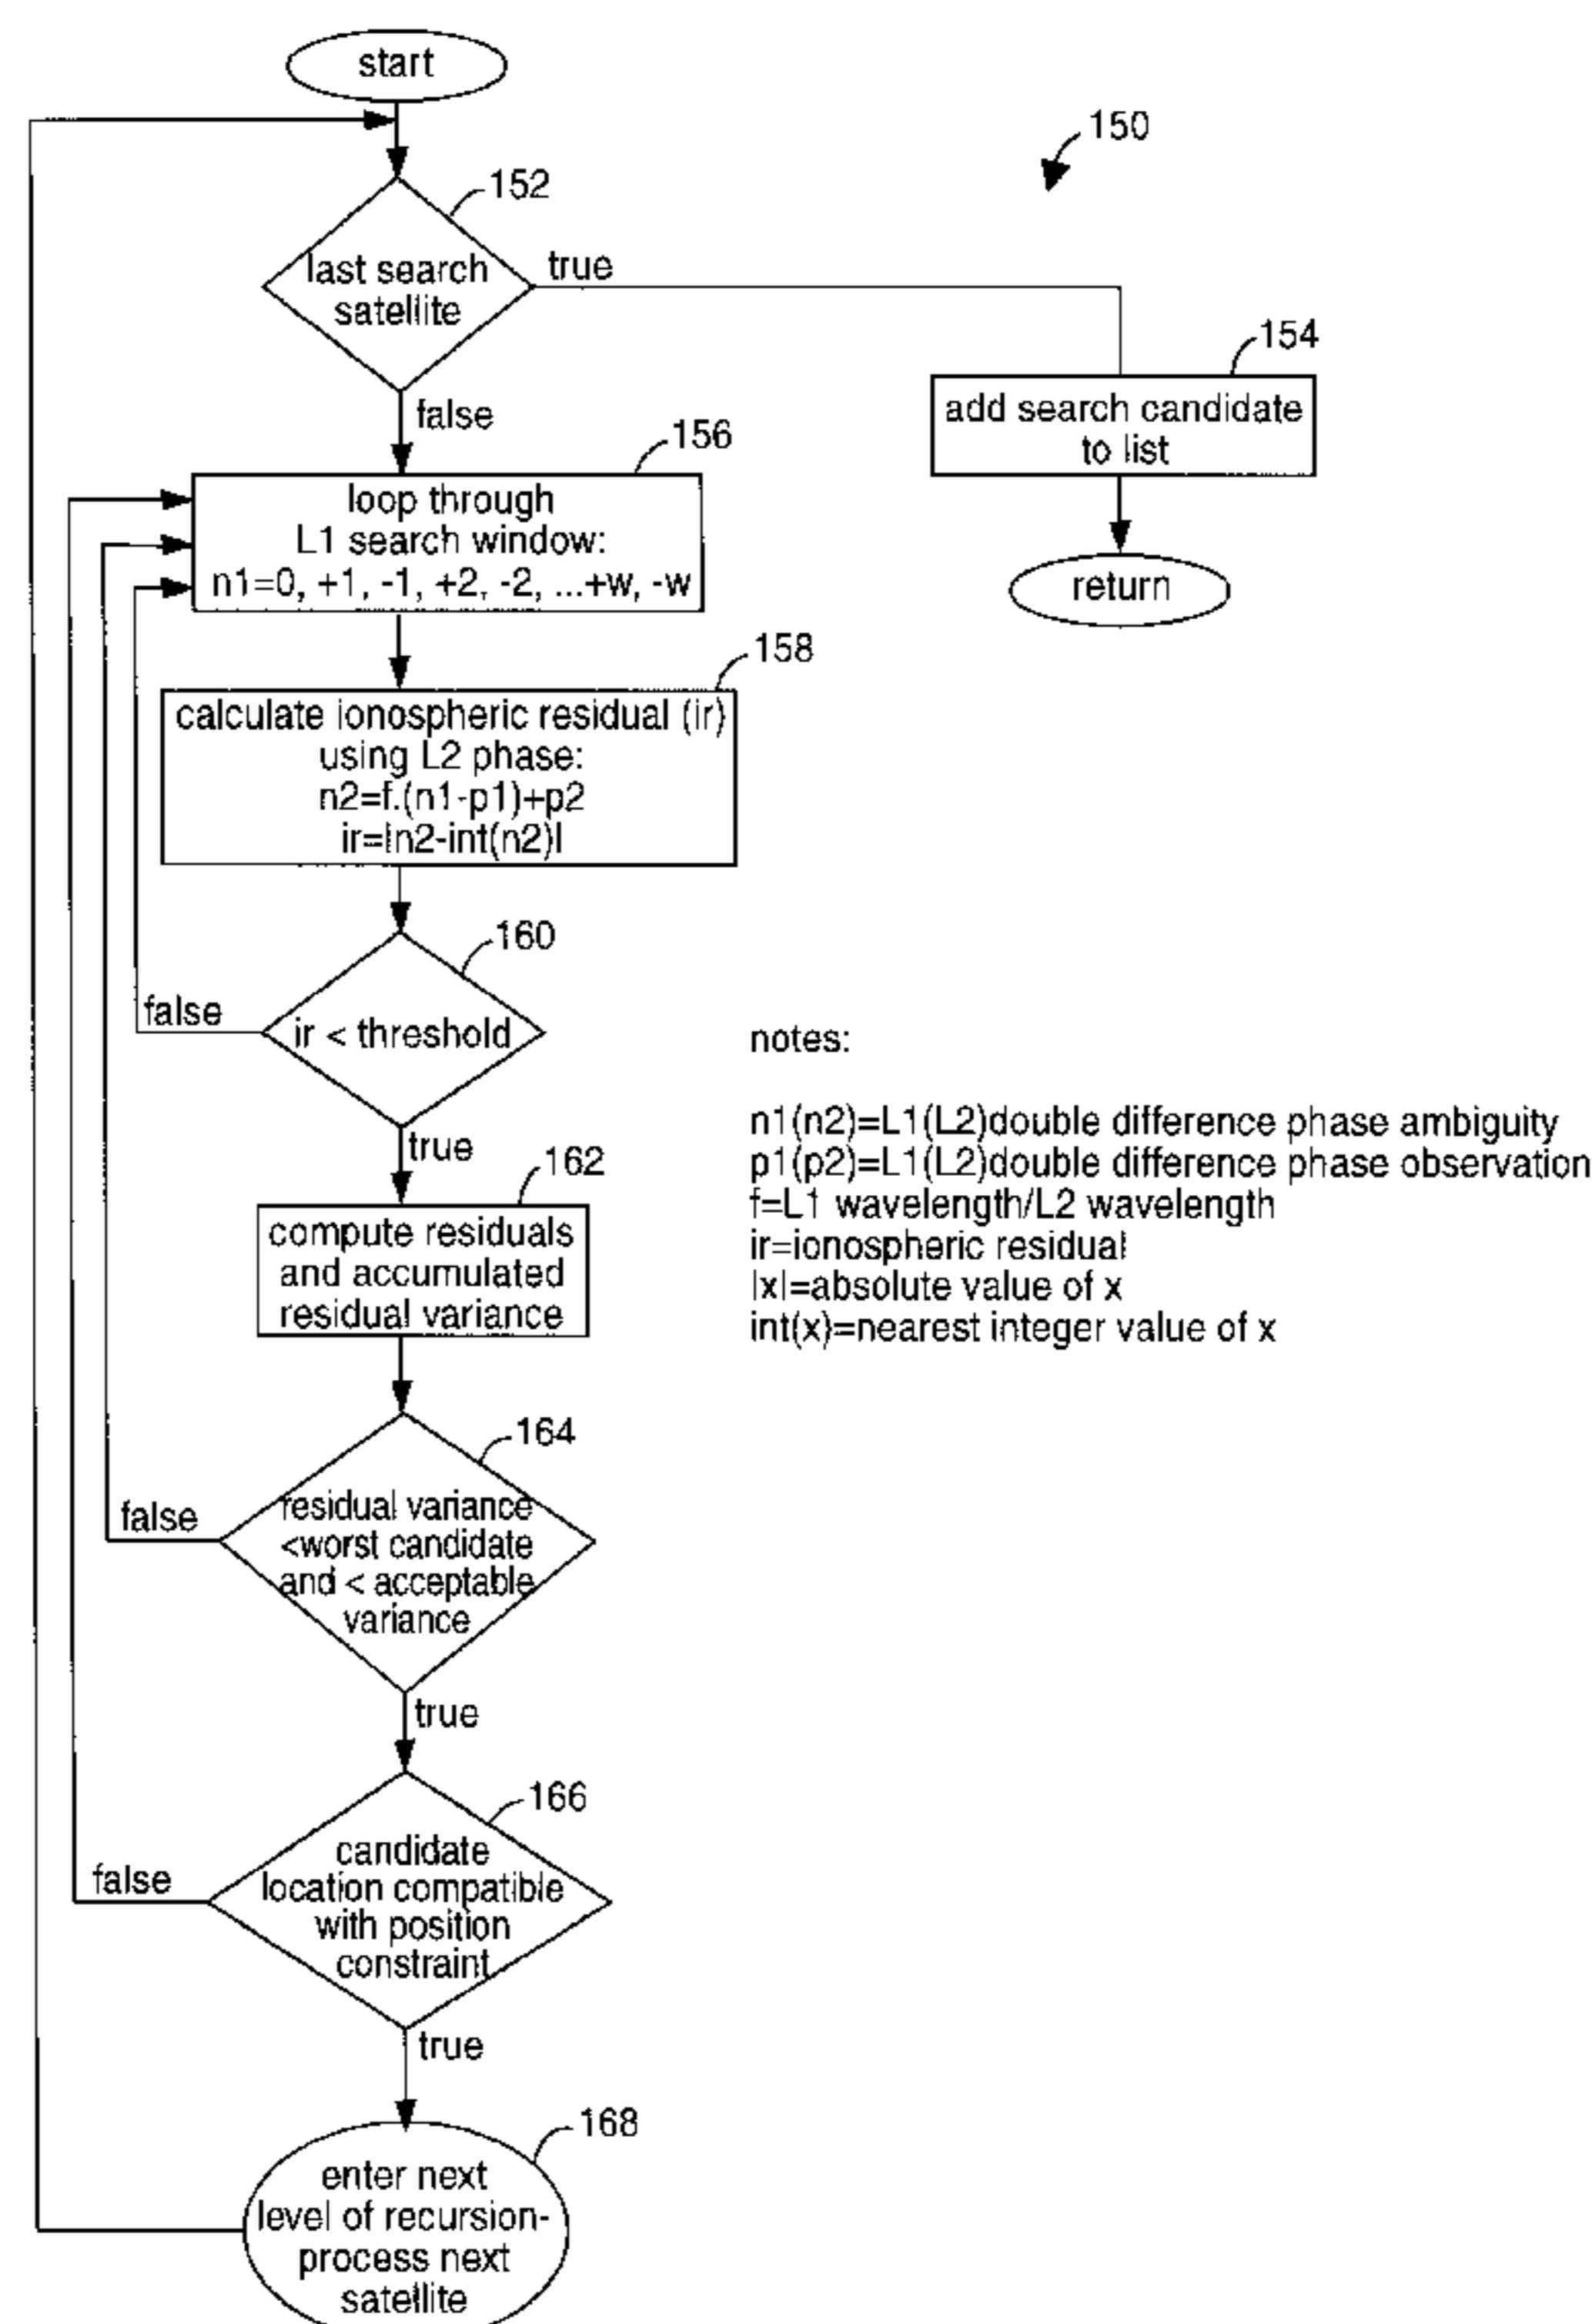 start
150
152
last search
satellite
true
154
add search candidate
to list
return
false
156
loop through
L1 search window:
n1=0, +1, -1, +2, -2, ...+w, -w
158
calculate ionospheric residual (ir)
using L2 phase:
n2=f.(n1-p1)+p2
ir=|n2-int(n2)|
160
false
ir < threshold
true
notes:
n1(n2)=L1(L2)double difference phase ambiguity
p1(p2)=L1(L2)double difference phase observation
f=L1 wavelength/L2 wavelength
ir=ionospheric residual
|x|=absolute value of x
int(x)=nearest integer value of x
162
compute residuals
and accumulated
residual variance
164
false
residual variance
<worst candidate
and < acceptable
variance
true
166
false
candidate
location compatible
with position
constraint
true
168
enter next
level of recursion-
process next
satellite